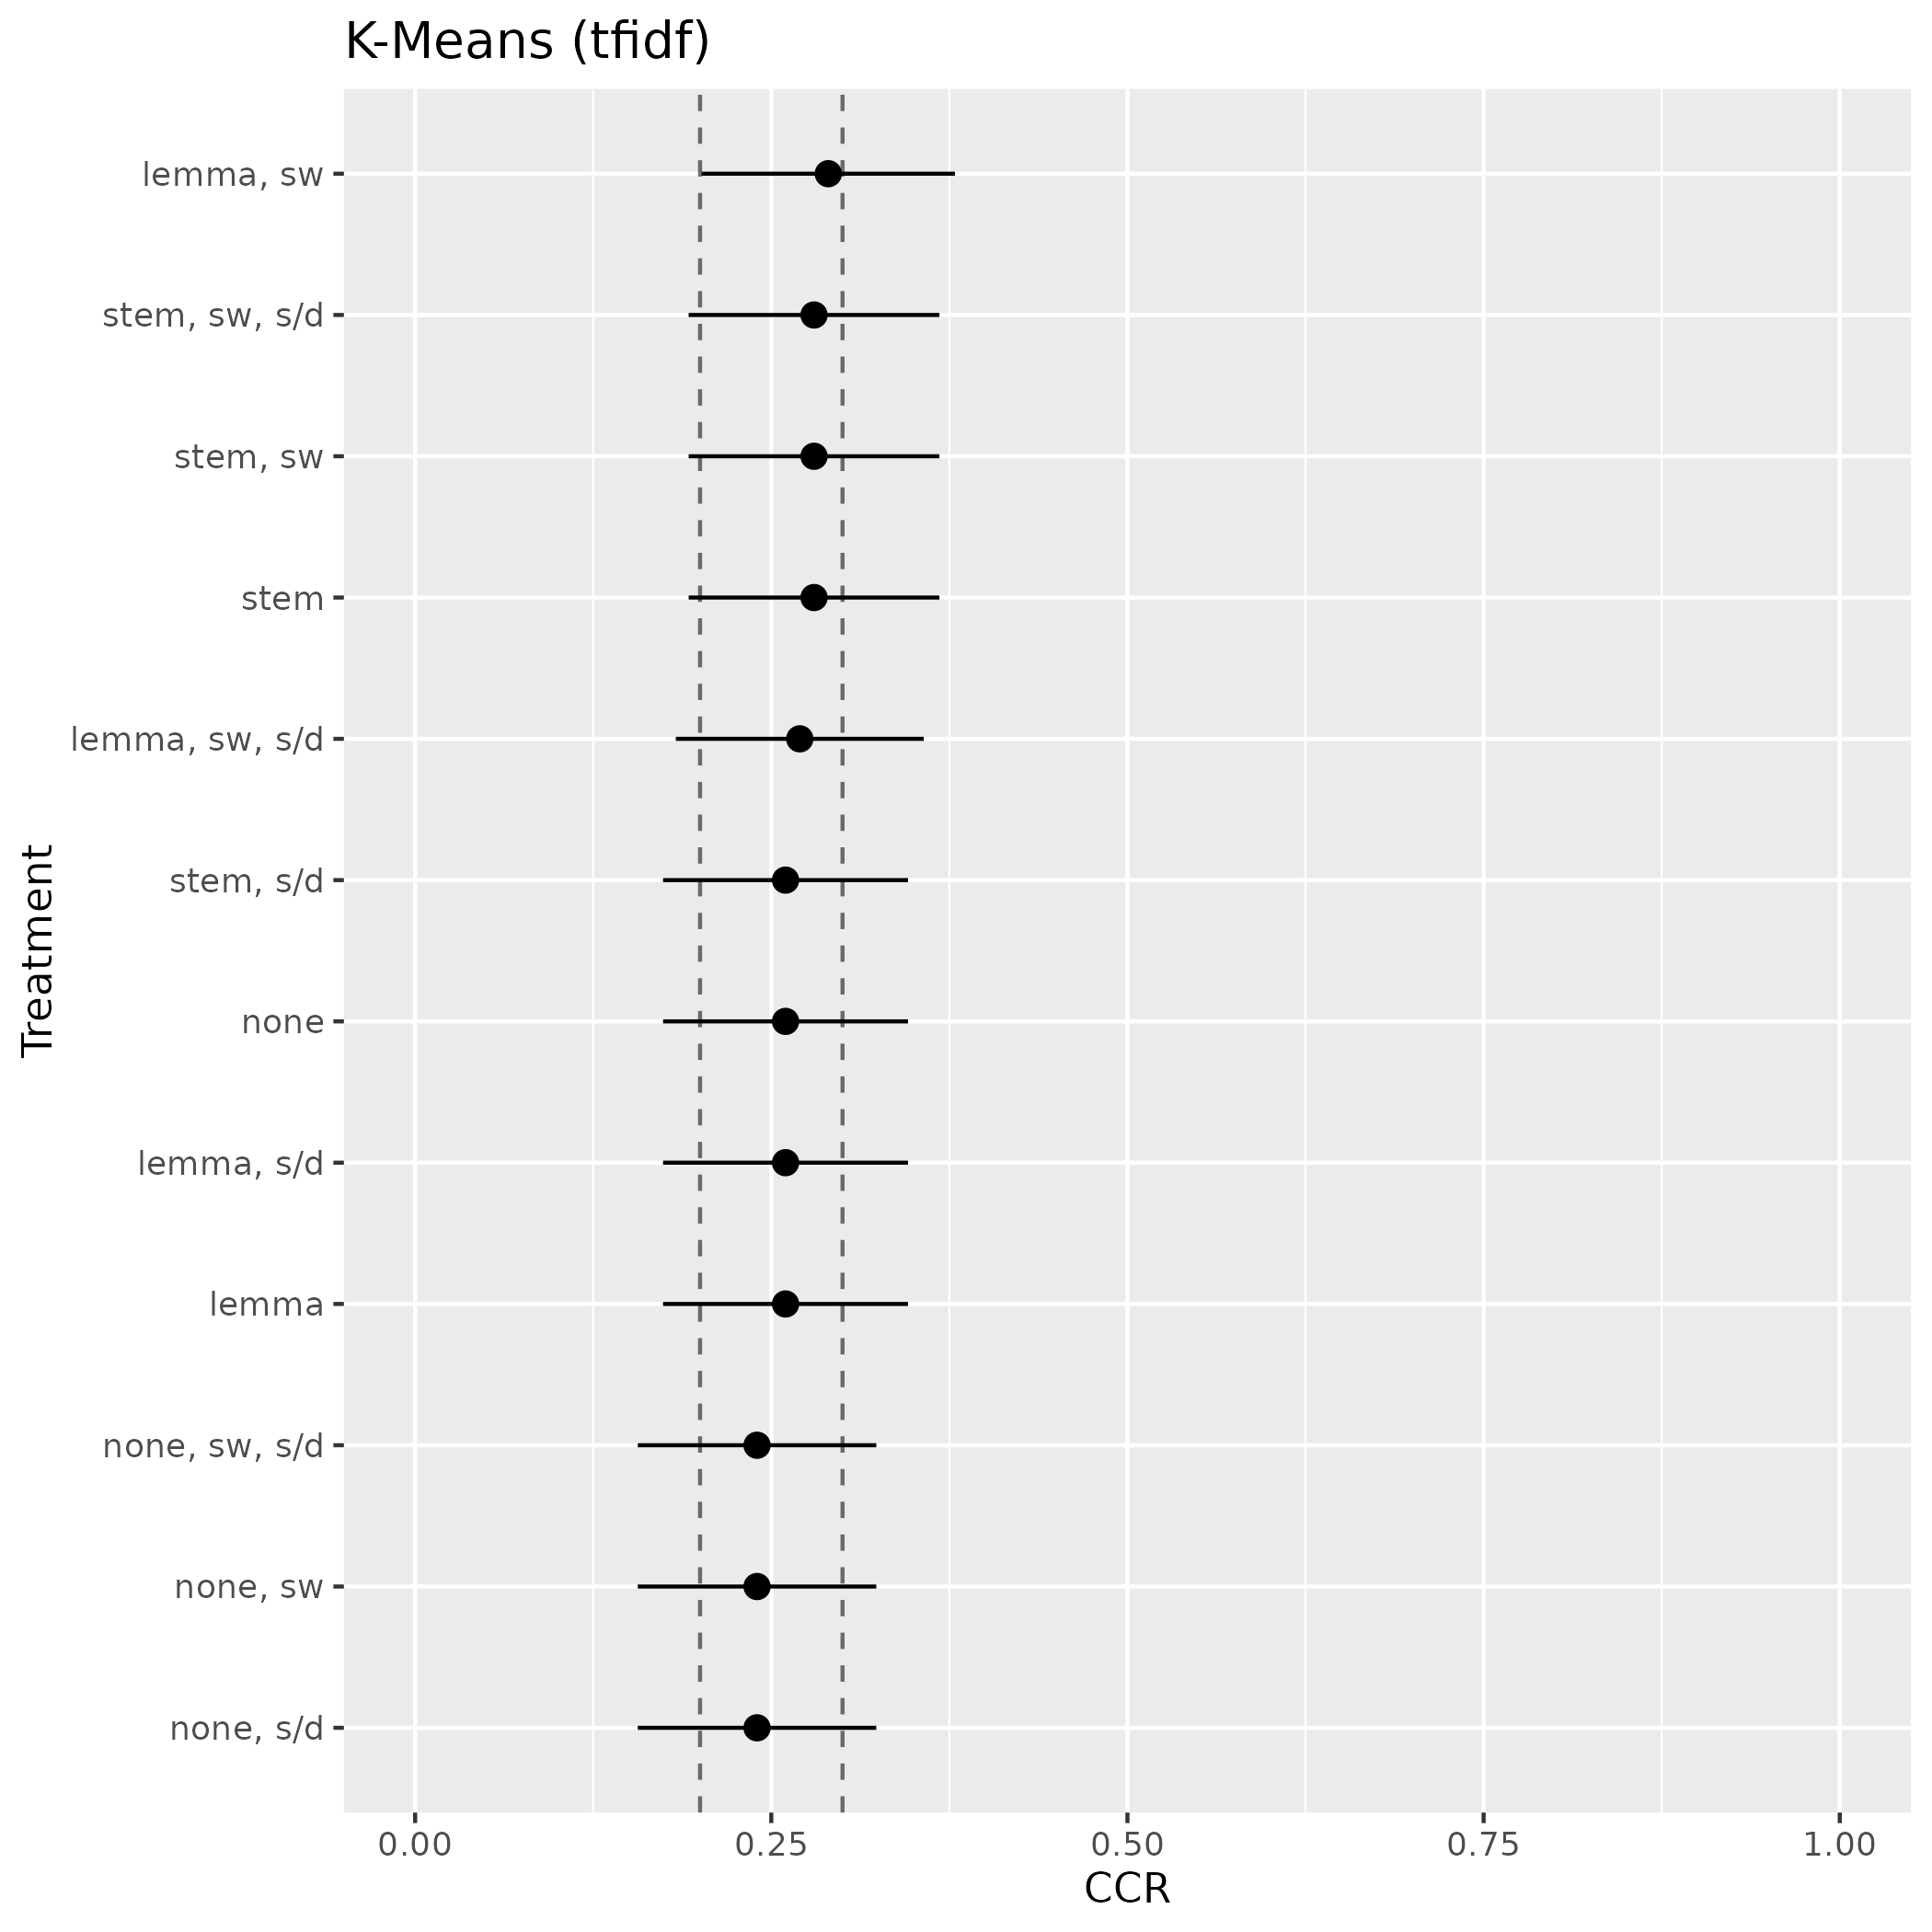 K-Means (tfidf)
lemma, sw
stem, sw, s/d
stem, sw
stem
lemma, sw, s/d
stem, s/d
none
lemma, s/d
lemma
none, sw, s/d
none, sw
none, s/d
Treatment
0.00 0.25 0.50 0.75 1.00
CCR